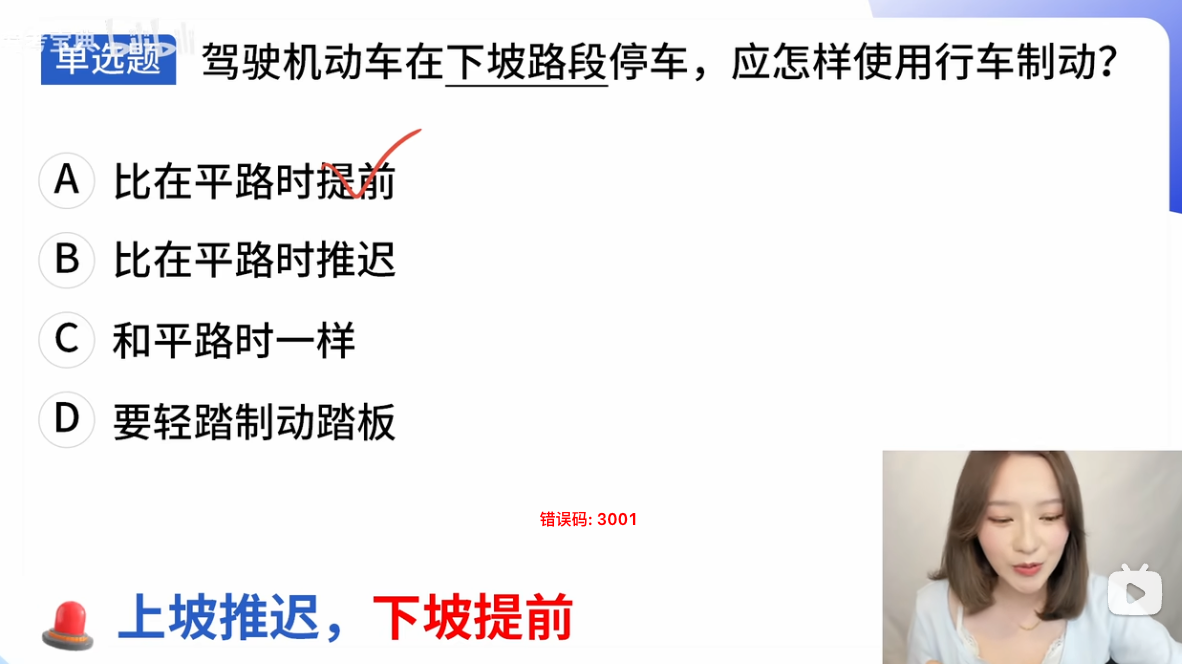 单选题 驾驶机动车在下坡路段停车，应怎样使用行车制动？
A 比在平路时提前
B 比在平路时推迟
C 和平路时一样
D 要轻踏制动踏板
错误码: 3001
上坡推迟，下坡提前